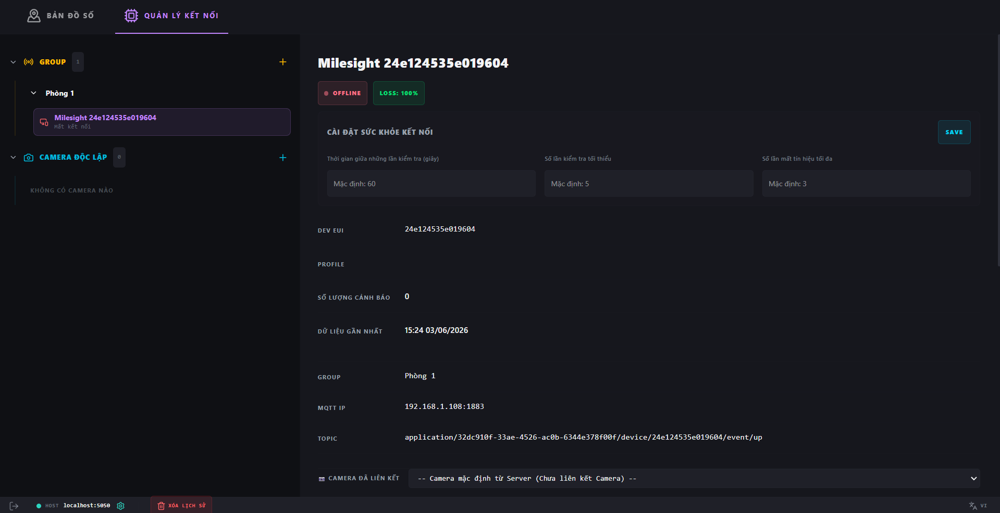 BẢN ĐỒ SỐ
QUẢN LÝ KẾT NỐI
GROUP 1
Phòng 1
Milesight 24e124535e019604
Mất kết nối
CAMERA ĐỘC LẬP 0
KHÔNG CÓ CAMERA NÀO
Milesight 24e124535e019604
OFFLINE
LOSS: 100%
CÀI ĐẶT SỨC KHỎE KẾT NỐI
SAVE
Thời gian giữa những lần kiểm tra (giây)
Mặc định: 60
Số lần kiểm tra tối thiểu
Mặc định: 5
Số lần mất tín hiệu tối đa
Mặc định: 3
DEV EUI 24e124535e019604
PROFILE
SỐ LƯỢNG CẢNH BÁO 0
DỮ LIỆU GẦN NHẤT 15:24 03/06/2026
GROUP Phòng 1
MQTT IP 192.168.1.108:1883
TOPIC application/32dc910f-33ae-4526-ac0b-6344e378f00f/device/24e124535e019604/event/up
CAMERA ĐÃ LIÊN KẾT -- Camera mặc định từ Server (Chưa liên kết Camera) --
HOST localhost:5050
XÓA LỊCH SỬ
VI